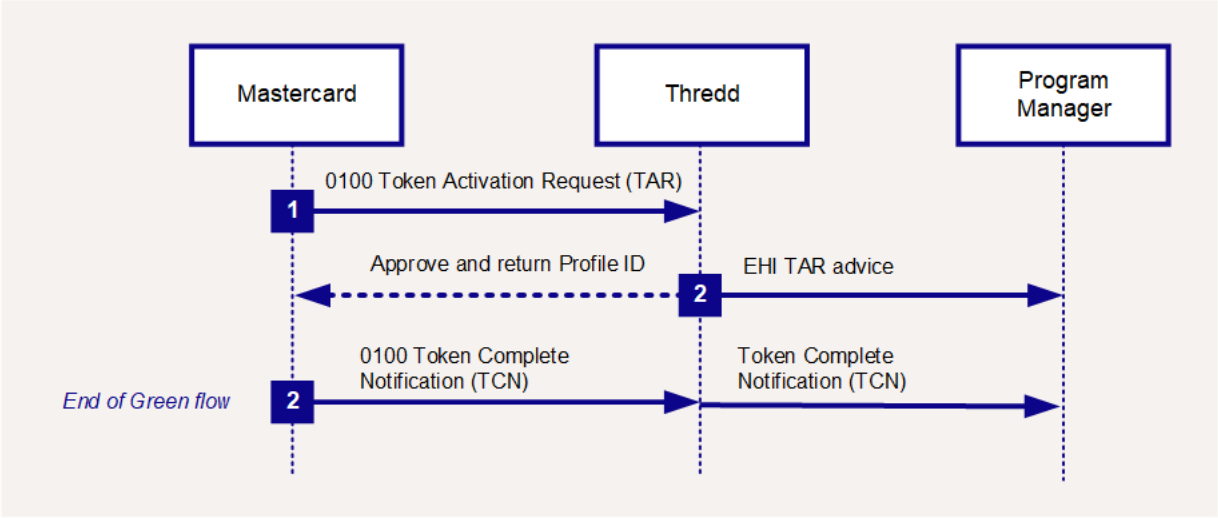 Mastercard
Thredd
Program
Manager
0100 Token Activation Request (TAR)
1
Approve and return Profile ID
EHI TAR advice
2
0100 Token Complete
Notification (TCN)
Token Complete
Notification (TCN)
End of Green flow
2